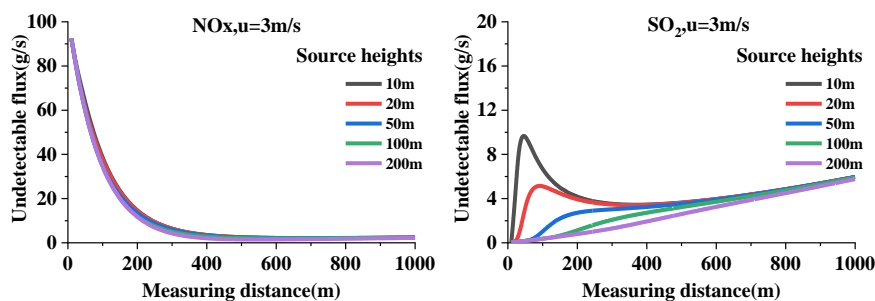 NOx,u=3m/s
Undetectable flux(g/s)
100
80
60
40
20
0
Source heights
10m
20m
50m
100m
200m
0 200 400 600 800 1000
Measuring distance(m)
SO₂,u=3m/s
Undetectable flux(g/s)
20
16
12
8
4
0
Source heights
10m
20m
50m
100m
200m
0 200 400 600 800 1000
Measuring distance(m)